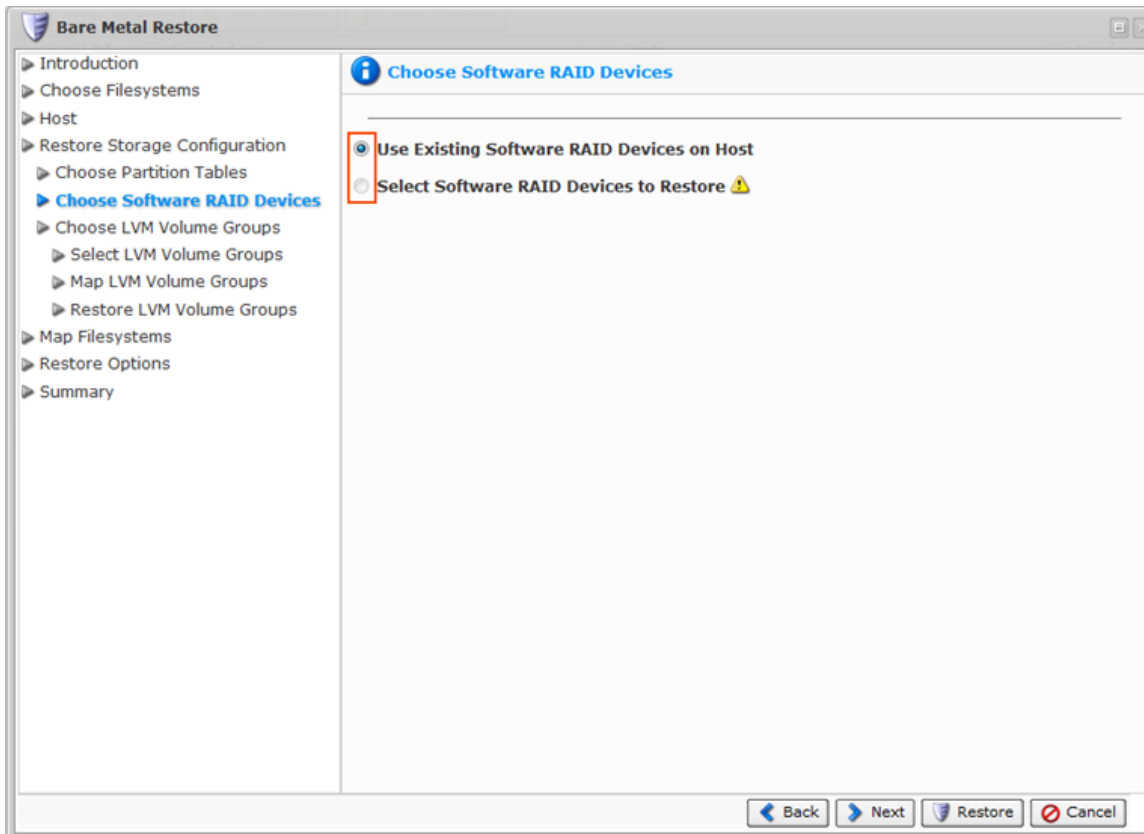 Bare Metal Restore
Introduction
Choose Filesystems
Host
Restore Storage Configuration
Choose Partition Tables
Choose Software RAID Devices
Choose LVM Volume Groups
Select LVM Volume Groups
Map LVM Volume Groups
Restore LVM Volume Groups
Map Filesystems
Restore Options
Summary
Choose Software RAID Devices
Use Existing Software RAID Devices on Host
Select Software RAID Devices to Restore
Back Next Restore Cancel